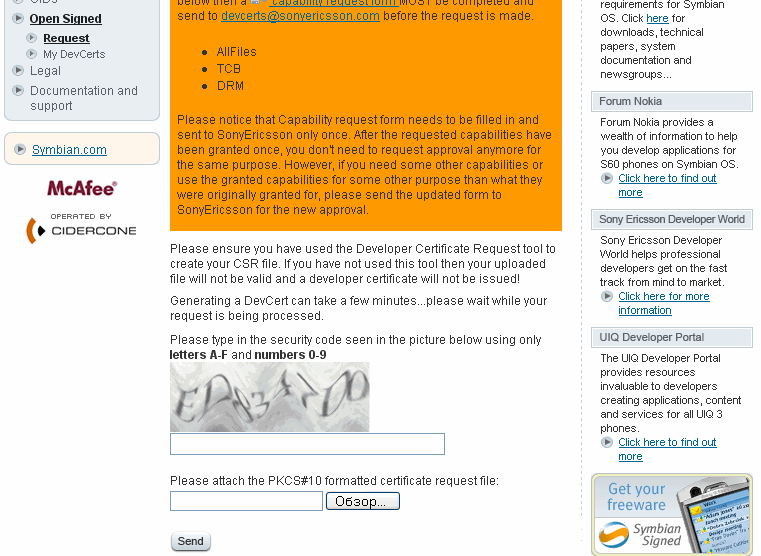 CIDs
Open Signed
Request
My DevCerts
Legal
Documentation and
support
Symbian.com
McAfee
OPERATED BY
CIDERCONE
below then a capability request form MUST be completed and
send to devcerts@sonyericsson.com before the request is made.
AllFiles
TCB
DRM
Please notice that Capability request form needs to be filled in and
sent to SonyEricsson only once. After the requested capabilities have
been granted once, you don't need to request approval anymore for
the same purpose. However, if you need some other capabilities or
use the granted capabilities for some other purpose than what they
were originally granted for, please send the updated form to
SonyEricsson for the new approval.
Please ensure you have used the Developer Certificate Request tool to
create your CSR file. If you have not used this tool then your uploaded
file will not be valid and a developer certificate will not be issued!
Generating a DevCert can take a few minutes...please wait while your
request is being processed.
Please type in the security code seen in the picture below using only
letters A-F and numbers 0-9
Please attach the PKCS#10 formatted certificate request file:
Обзор...
Send
requirements for Symbian
OS. Click here for
downloads, technical
papers, system
documentation and
newsgroups...
Forum Nokia
Forum Nokia provides a
wealth of information to help
you develop applications for
S60 phones on Symbian OS.
Click here to find out
more
Sony Ericsson Developer World
Sony Ericsson Developer
World helps professional
developers get on the fast
track from mind to market.
Click here for more
information
UIQ Developer Portal
The UIQ Developer Portal
provides resources
invaluable to developers
creating applications, content
and services for all UIQ 3
phones.
Click here to find out
more
Get your
freeware
Symbian
Signed